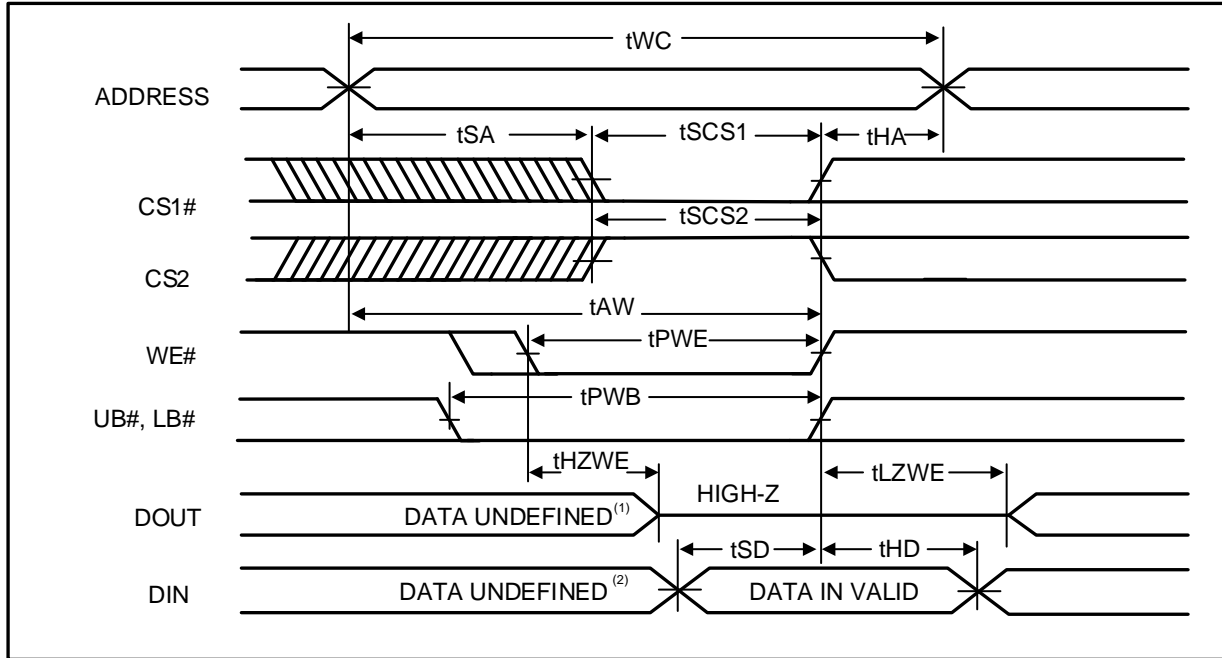 tWC
ADDRESS
tSA
tSCS1
tHA
CS1#
tSCS2
CS2
tAW
WE#
tPWE
tPWB
UB#, LB#
tHZWE
tLZWE
HIGH-Z
DOUT
DATA UNDEFINED(1)
tSD
tHD
DIN
DATA UNDEFINED (2)
DATA IN VALID